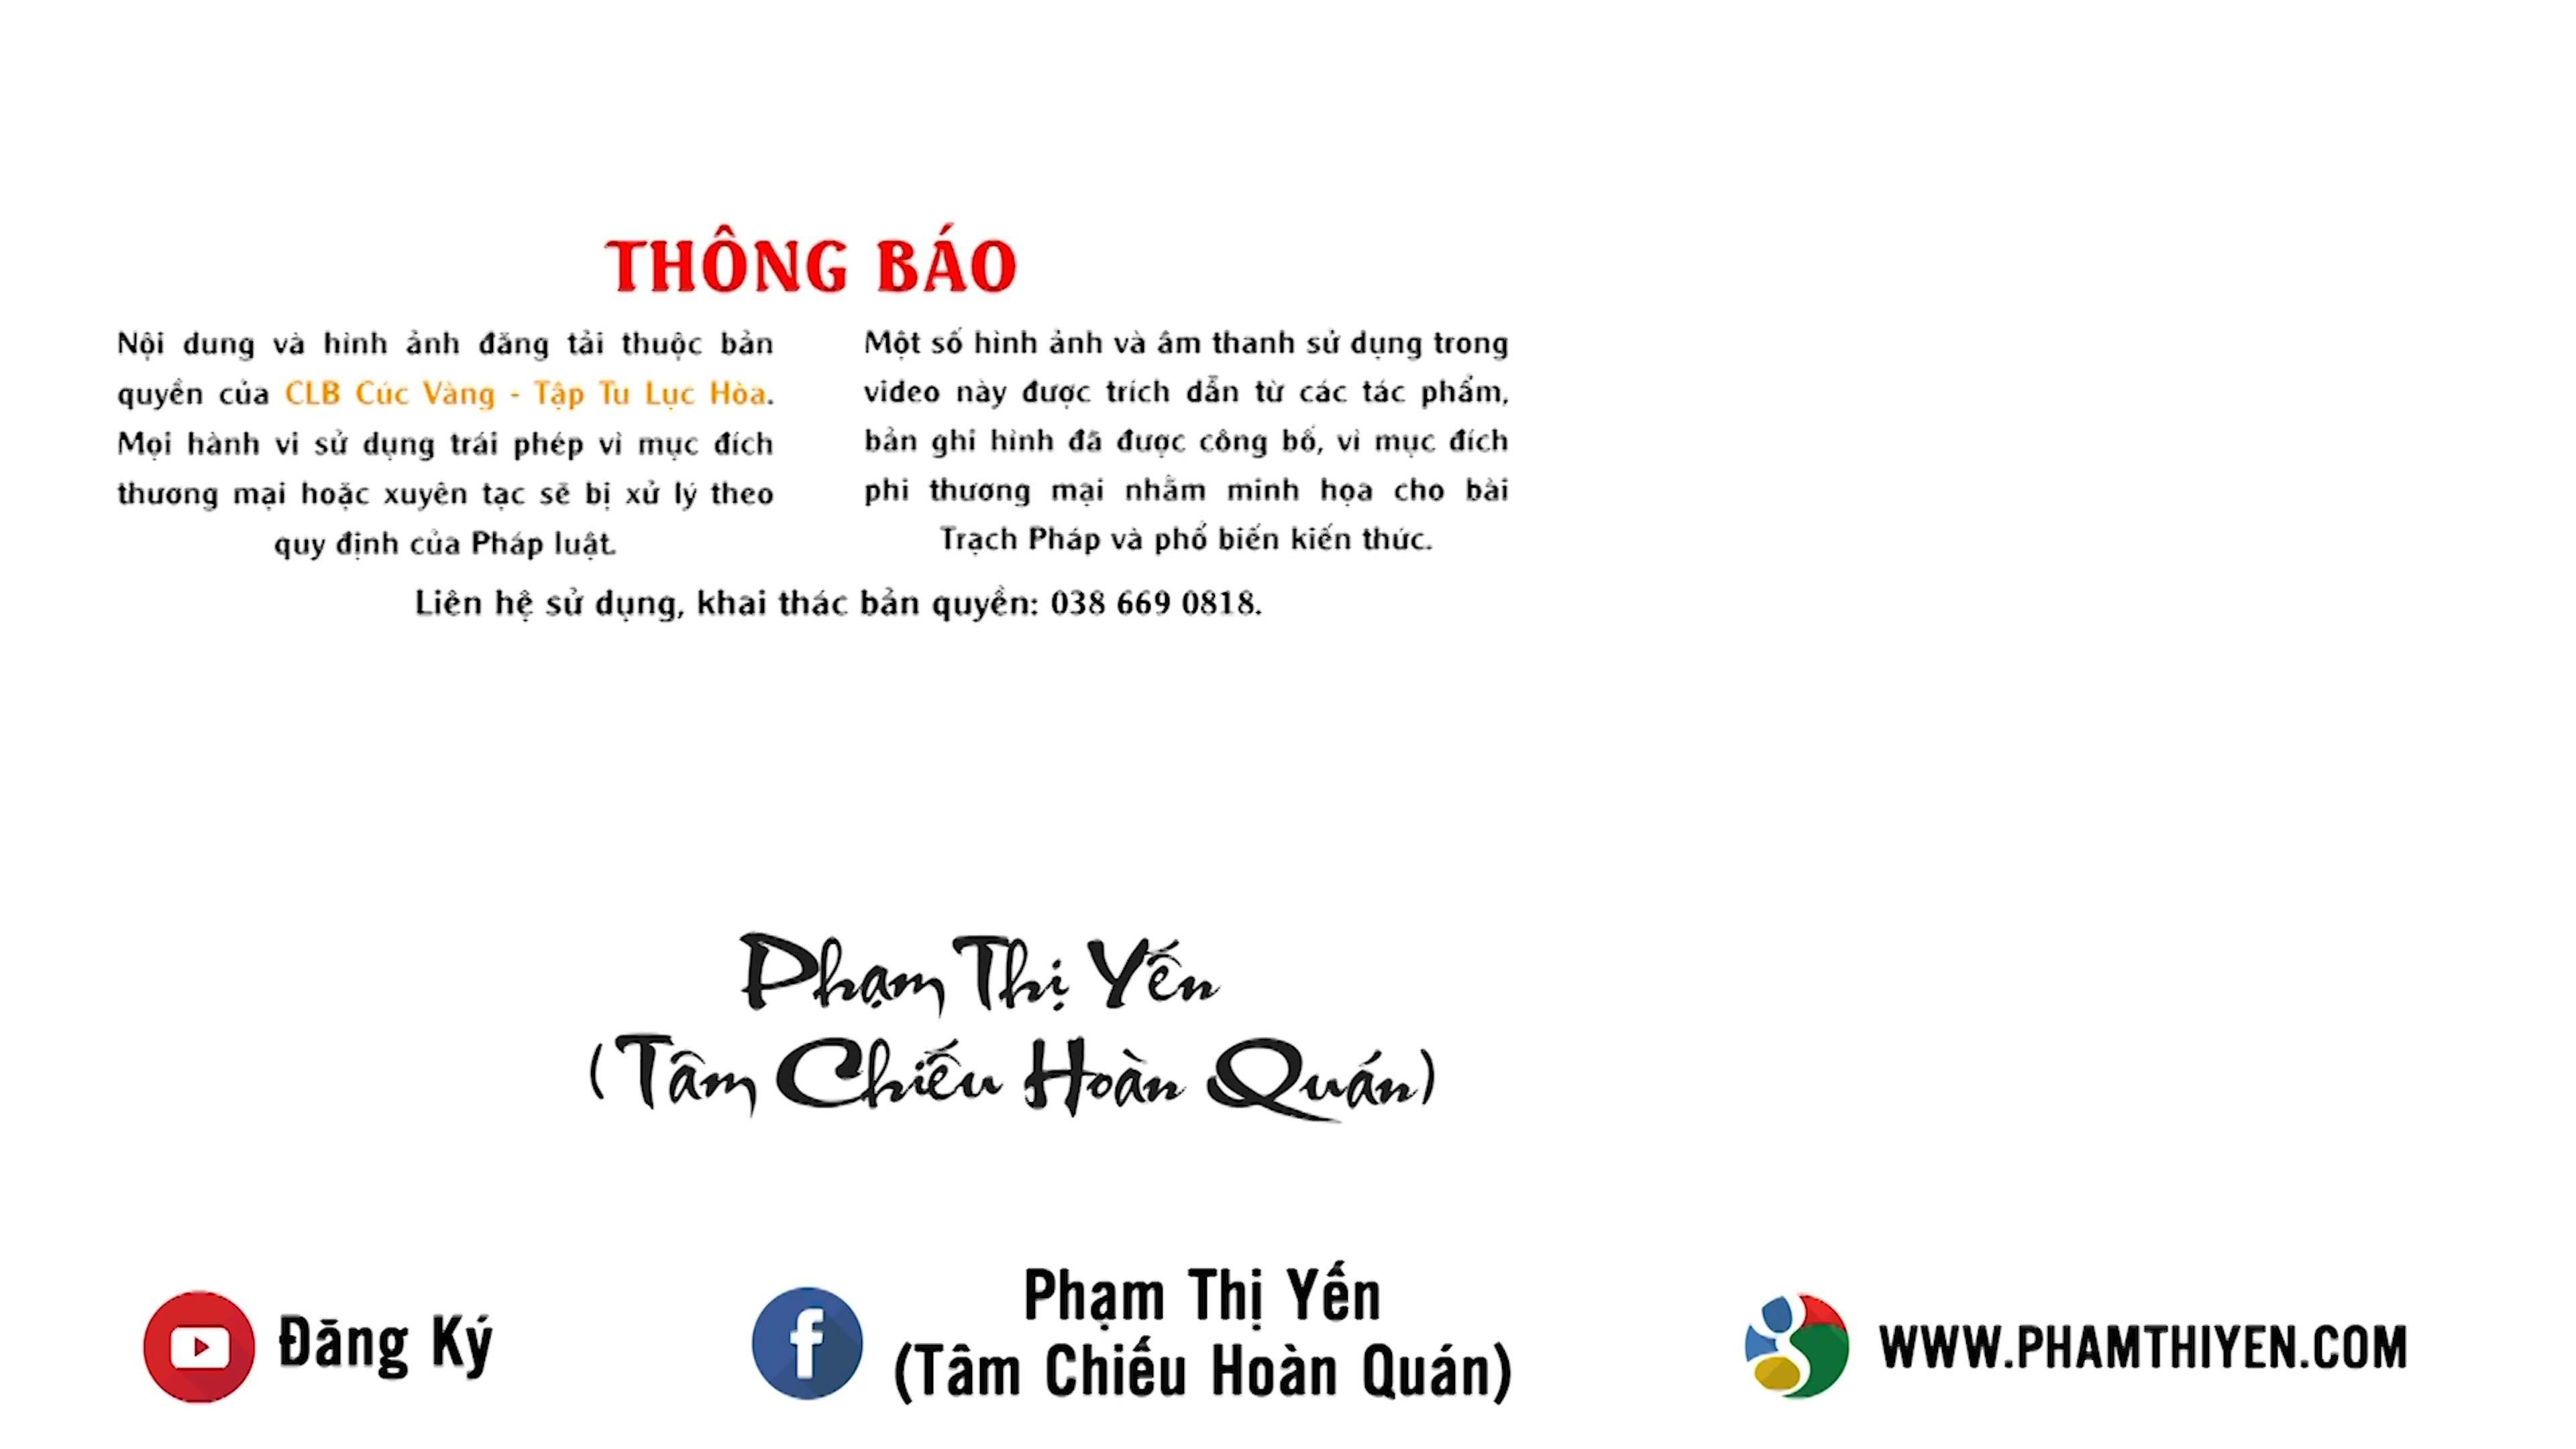 THÔNG BÁO
Nội dung và hình ảnh đăng tải thuộc bản
quyền của CLB Cúc Vàng - Tập Tu Lục Hòa.
Mọi hành vi sử dụng trái phép vì mục đích
thương mại hoặc xuyên tạc sẽ bị xử lý theo
quy định của Pháp luật.
Một số hình ảnh và âm thanh sử dụng trong
video này được trích dẫn từ các tác phẩm,
bản ghi hình đã được công bố, vì mục đích
phi thương mại nhằm minh họa cho bài
Trạch Pháp và phổ biến kiến thức.
Liên hệ sử dụng, khai thác bản quyền: 038 669 0818.
Phạm Thị Yến
(Tâm Chiếu Hoàn Quán)
Đăng Ký
Phạm Thị Yến
(Tâm Chiếu Hoàn Quán)
WWW.PHAMTHIYEN.COM